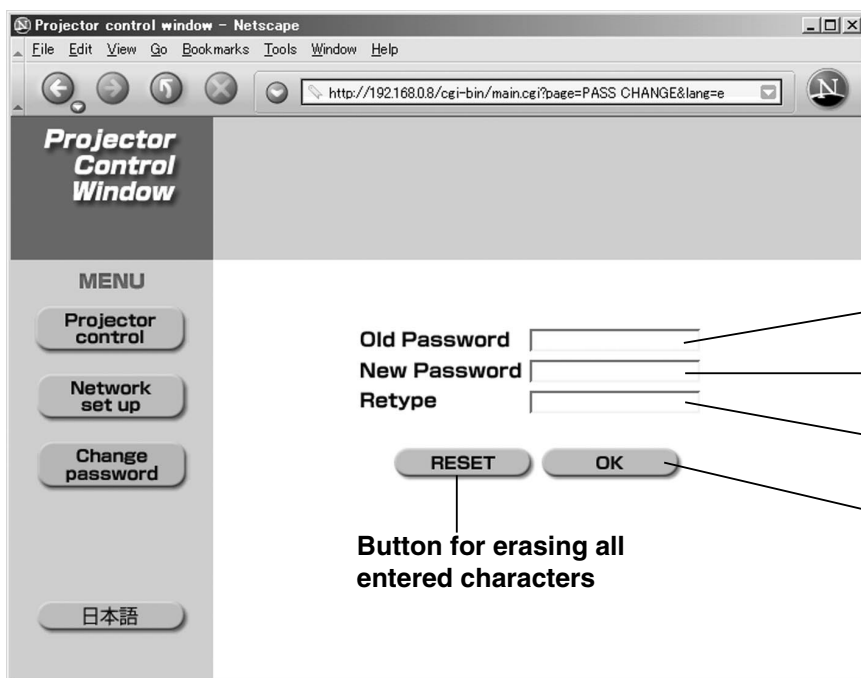 Projector control window - Netscape
File Edit View Go Bookmarks Tools Window Help
http://192.168.0.8/cgi-bin/main.cgi?page=PASS CHANGE&lang=e
N
Projector
Control
Window
MENU
Projector
control
Network
set up
Change
password
日本語
Old Password
New Password
Retype
RESET
OK
Button for erasing all
entered characters